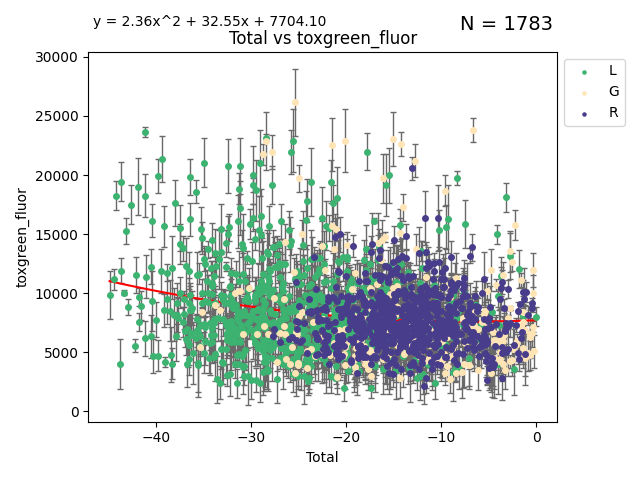 y = 2.36x^2 + 32.55x + 7704.10
N = 1783
Total vs toxgreen_fluor
30000
25000
20000
15000
10000
5000
0
toxgreen_fluor
−40
−30
−20
−10
0
Total
L
G
R